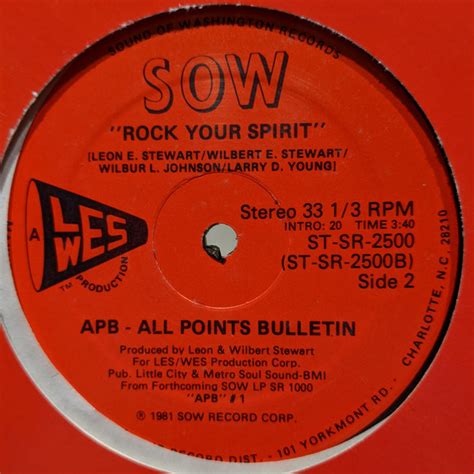 SOUND OF WASHINGTON RECORDS
SOW
"ROCK YOUR SPIRIT"
[LEON E. STEWART/WILBERT E. STEWART/
WILBUR L. JOHNSON/LARRY D. YOUNG]
Stereo 33 1/3 RPM
INTRO: 20 TIME 3:40
ST-SR-2500
(ST-SR-2500B)
Side 2
A
LES
WES
TM PRODUCTION
APB - ALL POINTS BULLETIN
Produced by Leon & Wilbert Stewart
For LES/WES Production Corp.
Pub. Little City & Metro Soul Sound-BMI
From Forthcoming SOW LP SR 1000
"APB" # 1
℗ 1981 SOW RECORD CORP.
RECORD DIST. - 101 YORKMONT RD., CHARLOTTE, N.C. 28210